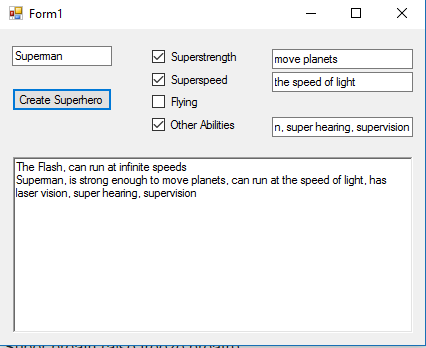 Form1
Superman
Superstrength
move planets
Superspeed
the speed of light
Create Superhero
Flying
Other Abilities
n, super hearing, supervision
The Flash, can run at infinite speeds
Superman, is strong enough to move planets, can run at the speed of light, has
laser vision, super hearing, supervision